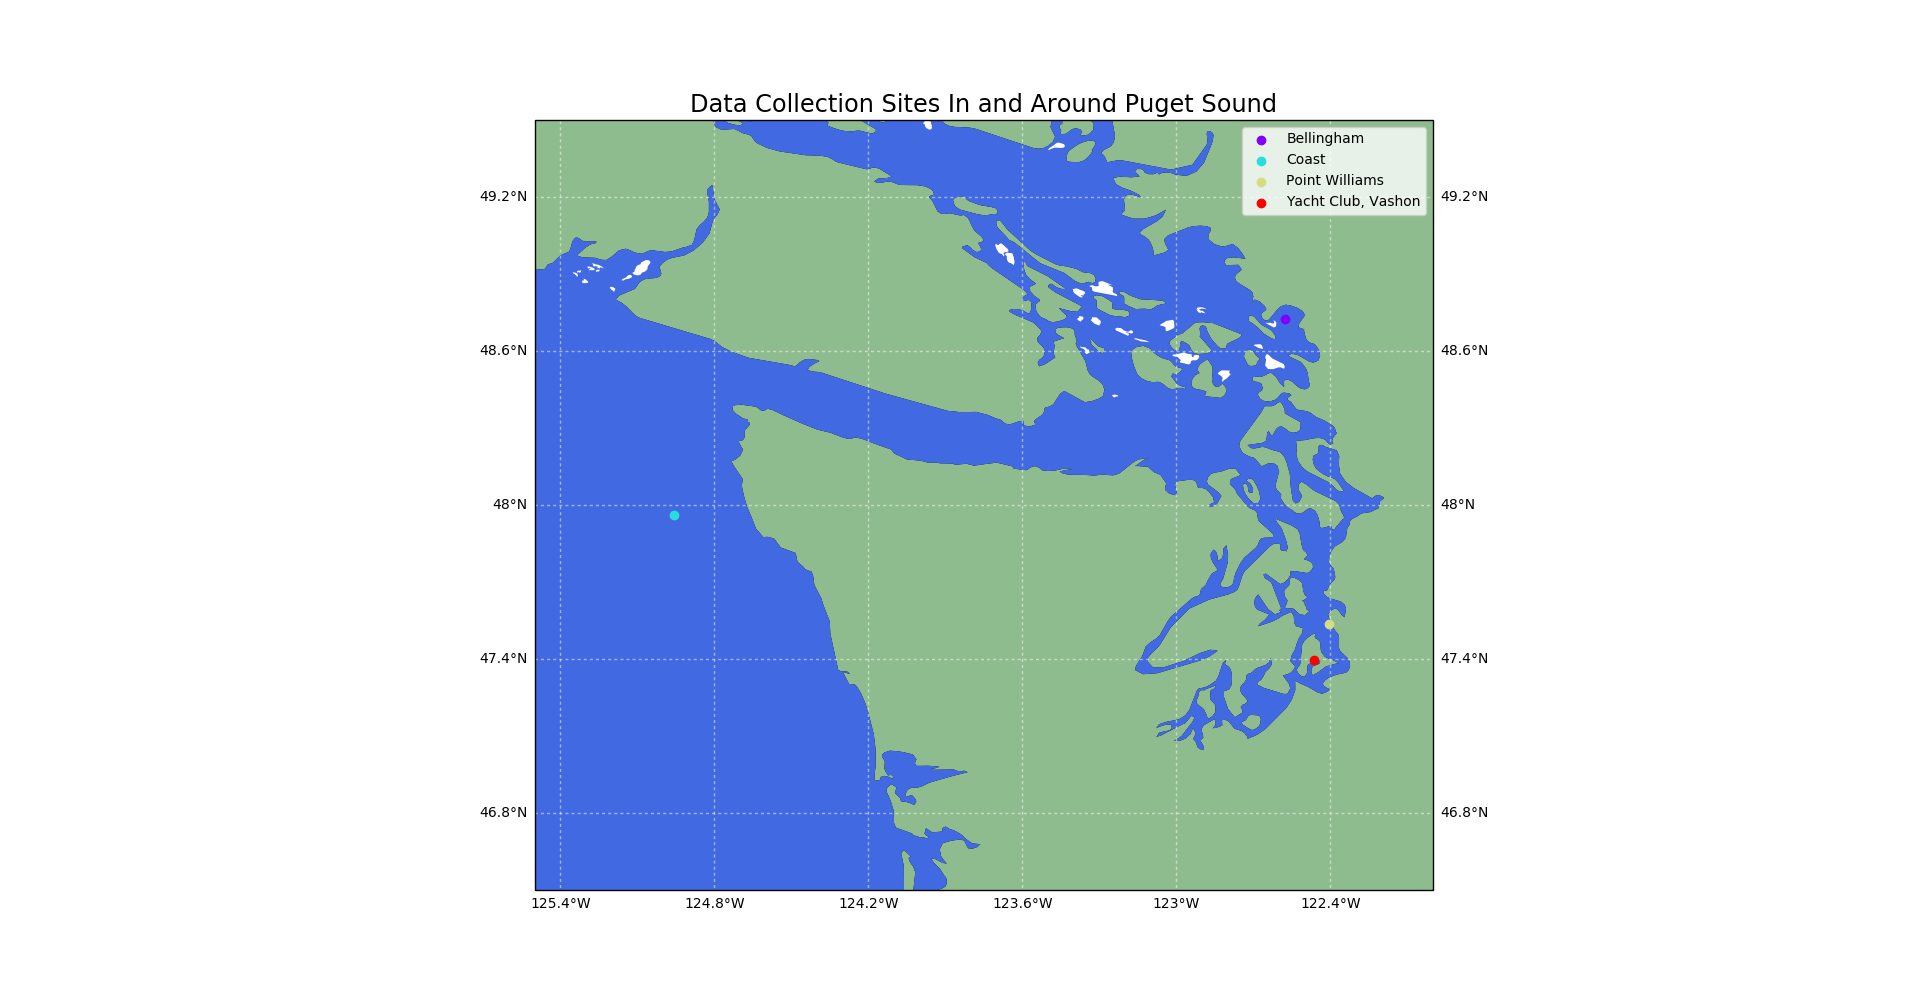 Data Collection Sites In and Around Puget Sound
Bellingham
Coast
Point Williams
Yacht Club, Vashon
49.2°N 49.2°N
48.6°N 48.6°N
48°N 48°N
47.4°N 47.4°N
46.8°N 46.8°N
125.4°W 124.8°W 124.2°W 123.6°W 123°W 122.4°W